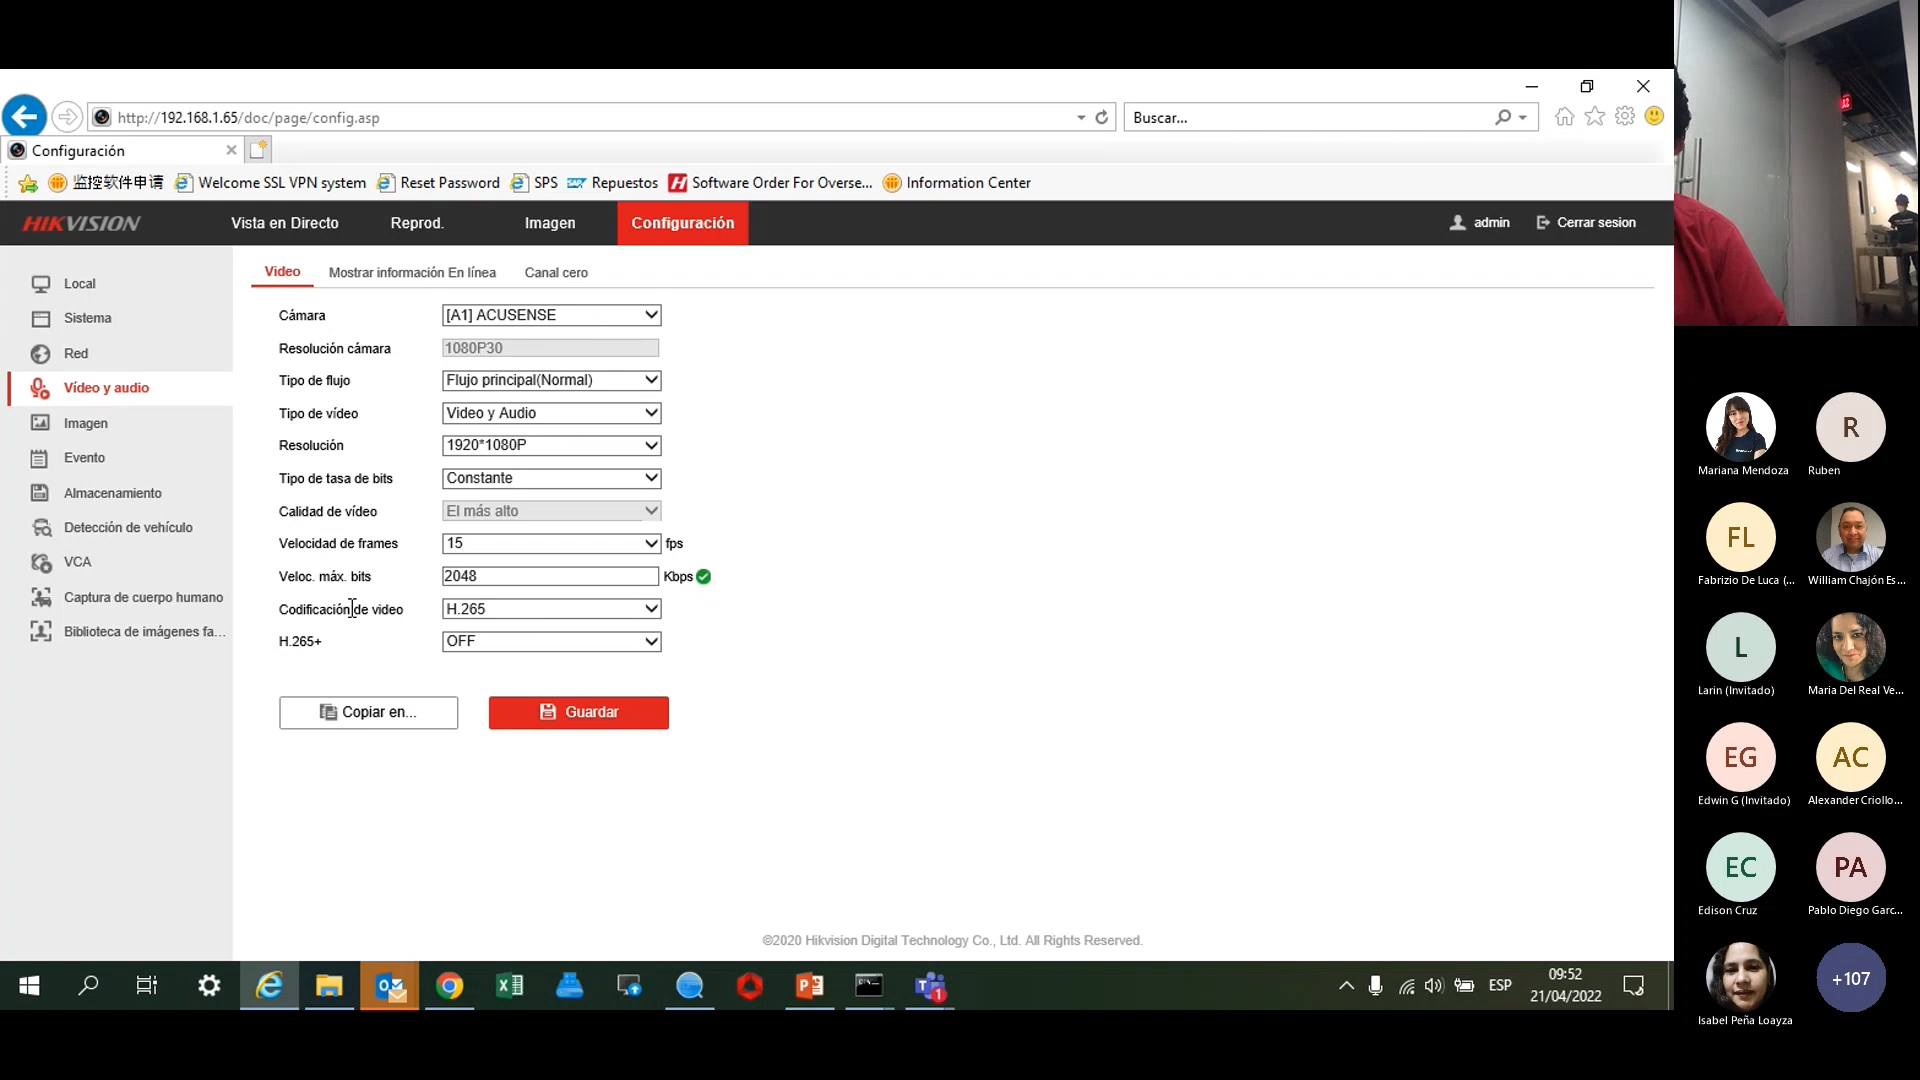 http://192.168.1.65/doc/page/config.asp
Buscar...
Configuración
监控软件申请
Welcome SSL VPN system
Reset Password
SPS
SAP
Repuestos
Software Order For Overse...
Information Center
HIKVISION
Vista en Directo
Reprod.
Imagen
Configuración
admin
Cerrar sesion
Local
Sistema
Red
Vídeo y audio
Imagen
Evento
Almacenamiento
Detección de vehículo
VCA
Captura de cuerpo humano
Biblioteca de imágenes fa...
Video
Mostrar información En línea
Canal cero
Cámara
[A1] ACUSENSE
Resolución cámara
1080P30
Tipo de flujo
Flujo principal(Normal)
Tipo de vídeo
Video y Audio
Resolución
1920*1080P
Tipo de tasa de bits
Constante
Calidad de vídeo
El más alto
Velocidad de frames
15
fps
Veloc. máx. bits
2048
Kbps
Codificación de video
H.265
H.265+
OFF
Copiar en...
Guardar
©2020 Hikvision Digital Technology Co., Ltd. All Rights Reserved.
ESP
09:52
21/04/2022
1
Mariana Mendoza
R
Ruben
FL
Fabrizio De Luca (...
William Chajón Es...
L
Larin (Invitado)
Maria Del Real Ve...
EG
Edwin G (Invitado)
AC
Alexander Criollo...
EC
Edison Cruz
PA
Pablo Diego Garc...
Isabel Peña Loayza
+107